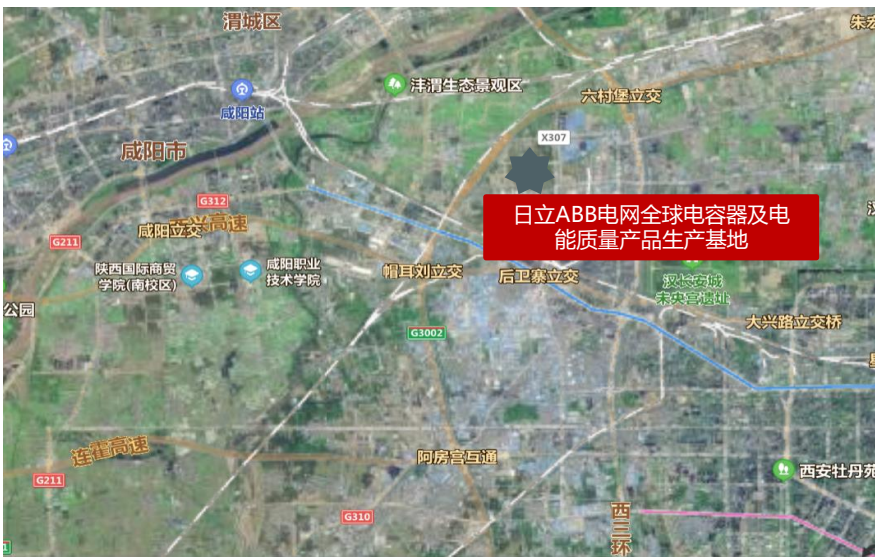 渭城区
朱宏
沣渭生态景观区
六村堡立交
咸阳站
X307
咸阳市
G312
日立ABB电网全球电容器及电
能质量产品生产基地
咸阳立交
高速
G211
陕西国际商贸
学院(南校区)
咸阳职业
技术学院
帽耳刘立交
后卫寨立交
汉长安城
未央宫遗址
公园
大兴路立交桥
G3002
连霍高速
阿房宫互通
G211
西安牡丹苑
G310
西三环